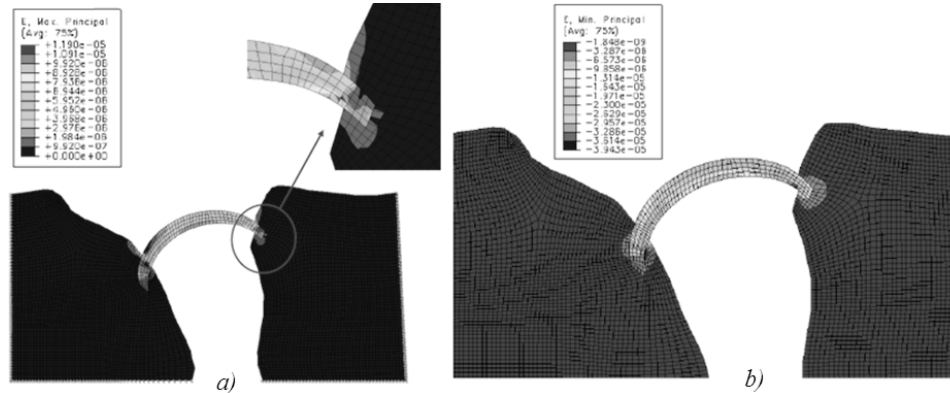 E, Max. Principal
(Avg: 75%)
+1.190e-05
+1.091e-05
+9.920e-06
+8.928e-06
+7.936e-06
+6.944e-06
+5.952e-06
+4.960e-06
+3.968e-06
+2.976e-06
+1.984e-06
+9.920e-07
+0.000e+00
a)
E, Min. Principal
(Avg: 75%)
-1.848e-09
-3.287e-06
-6.573e-06
-9.858e-06
-1.314e-05
-1.643e-05
-1.971e-05
-2.300e-05
-2.629e-05
-2.957e-05
-3.286e-05
-3.614e-05
-3.943e-05
b)